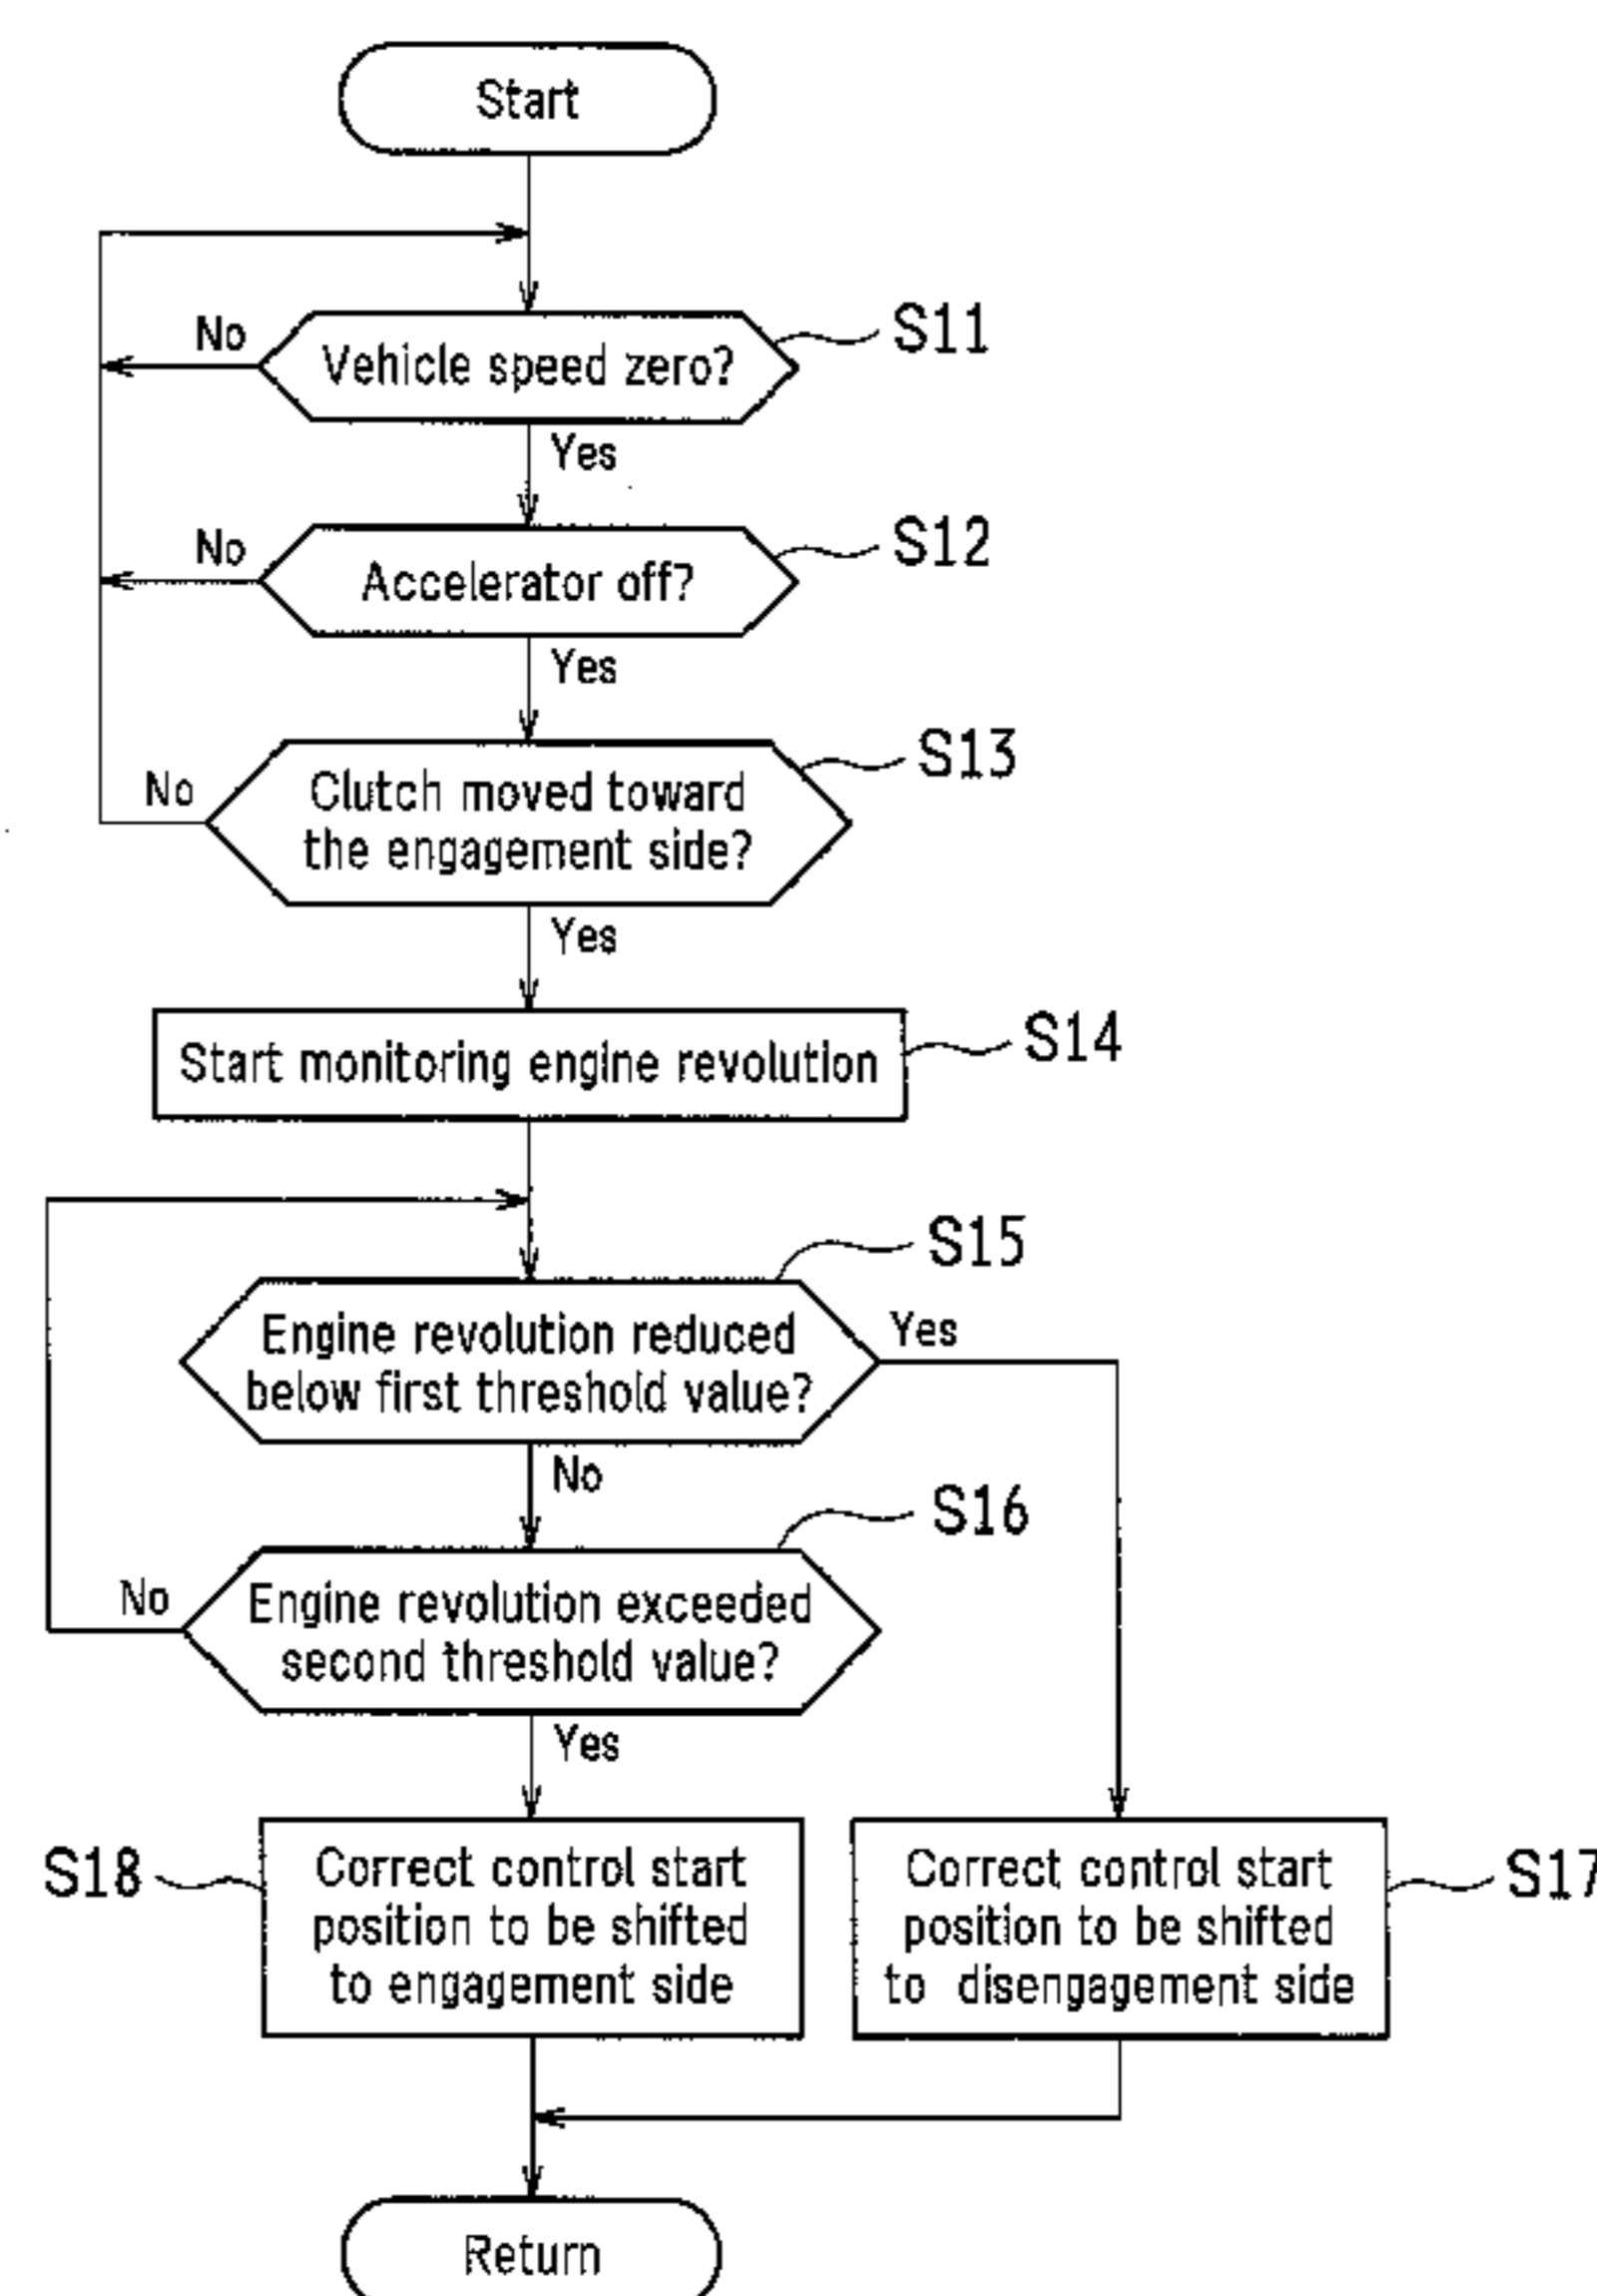 Start
No
Vehicle speed zero?
S11
Yes
No
Accelerator off?
S12
Yes
No
Clutch moved toward
the engagement side?
S13
Yes
Start monitoring engine revolution
S14
Engine revolution reduced
below first threshold value?
S15
Yes
No
Engine revolution exceeded
second threshold value?
S16
No
Yes
S18
Correct control start
position to be shifted
to engagement side
Correct control start
position to be shifted
to disengagement side
S17
Return